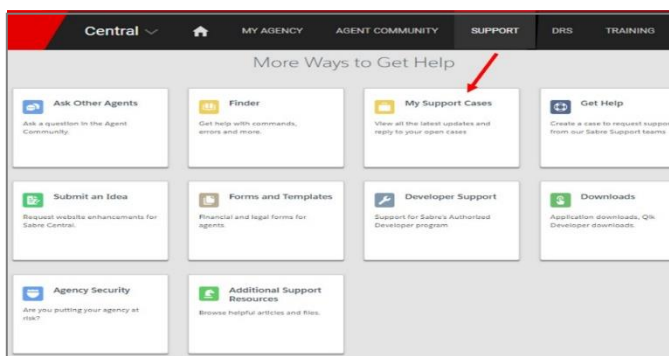 Central
MY AGENCY
AGENT COMMUNITY
SUPPORT
DRS
TRAINING
More Ways to Get Help
Ask Other Agents
Ask a question in the Agent
Community.
Finder
Get help with commands,
errors and more.
My Support Cases
View all the latest updates and
reply to your open cases
Get Help
Create a case to request suppor
from our Sabre Support teams
Submit an Idea
Request website enhancements for
Sabre Central.
Forms and Templates
Financial and legal forms for
agents.
Developer Support
Support for Sabre's Authorized
Developer program
Downloads
Application downloads, Qik
Developer downloads.
Agency Security
Are you putting your agency at
risk?
Additional Support
Resources
Browse helpful articles and files.